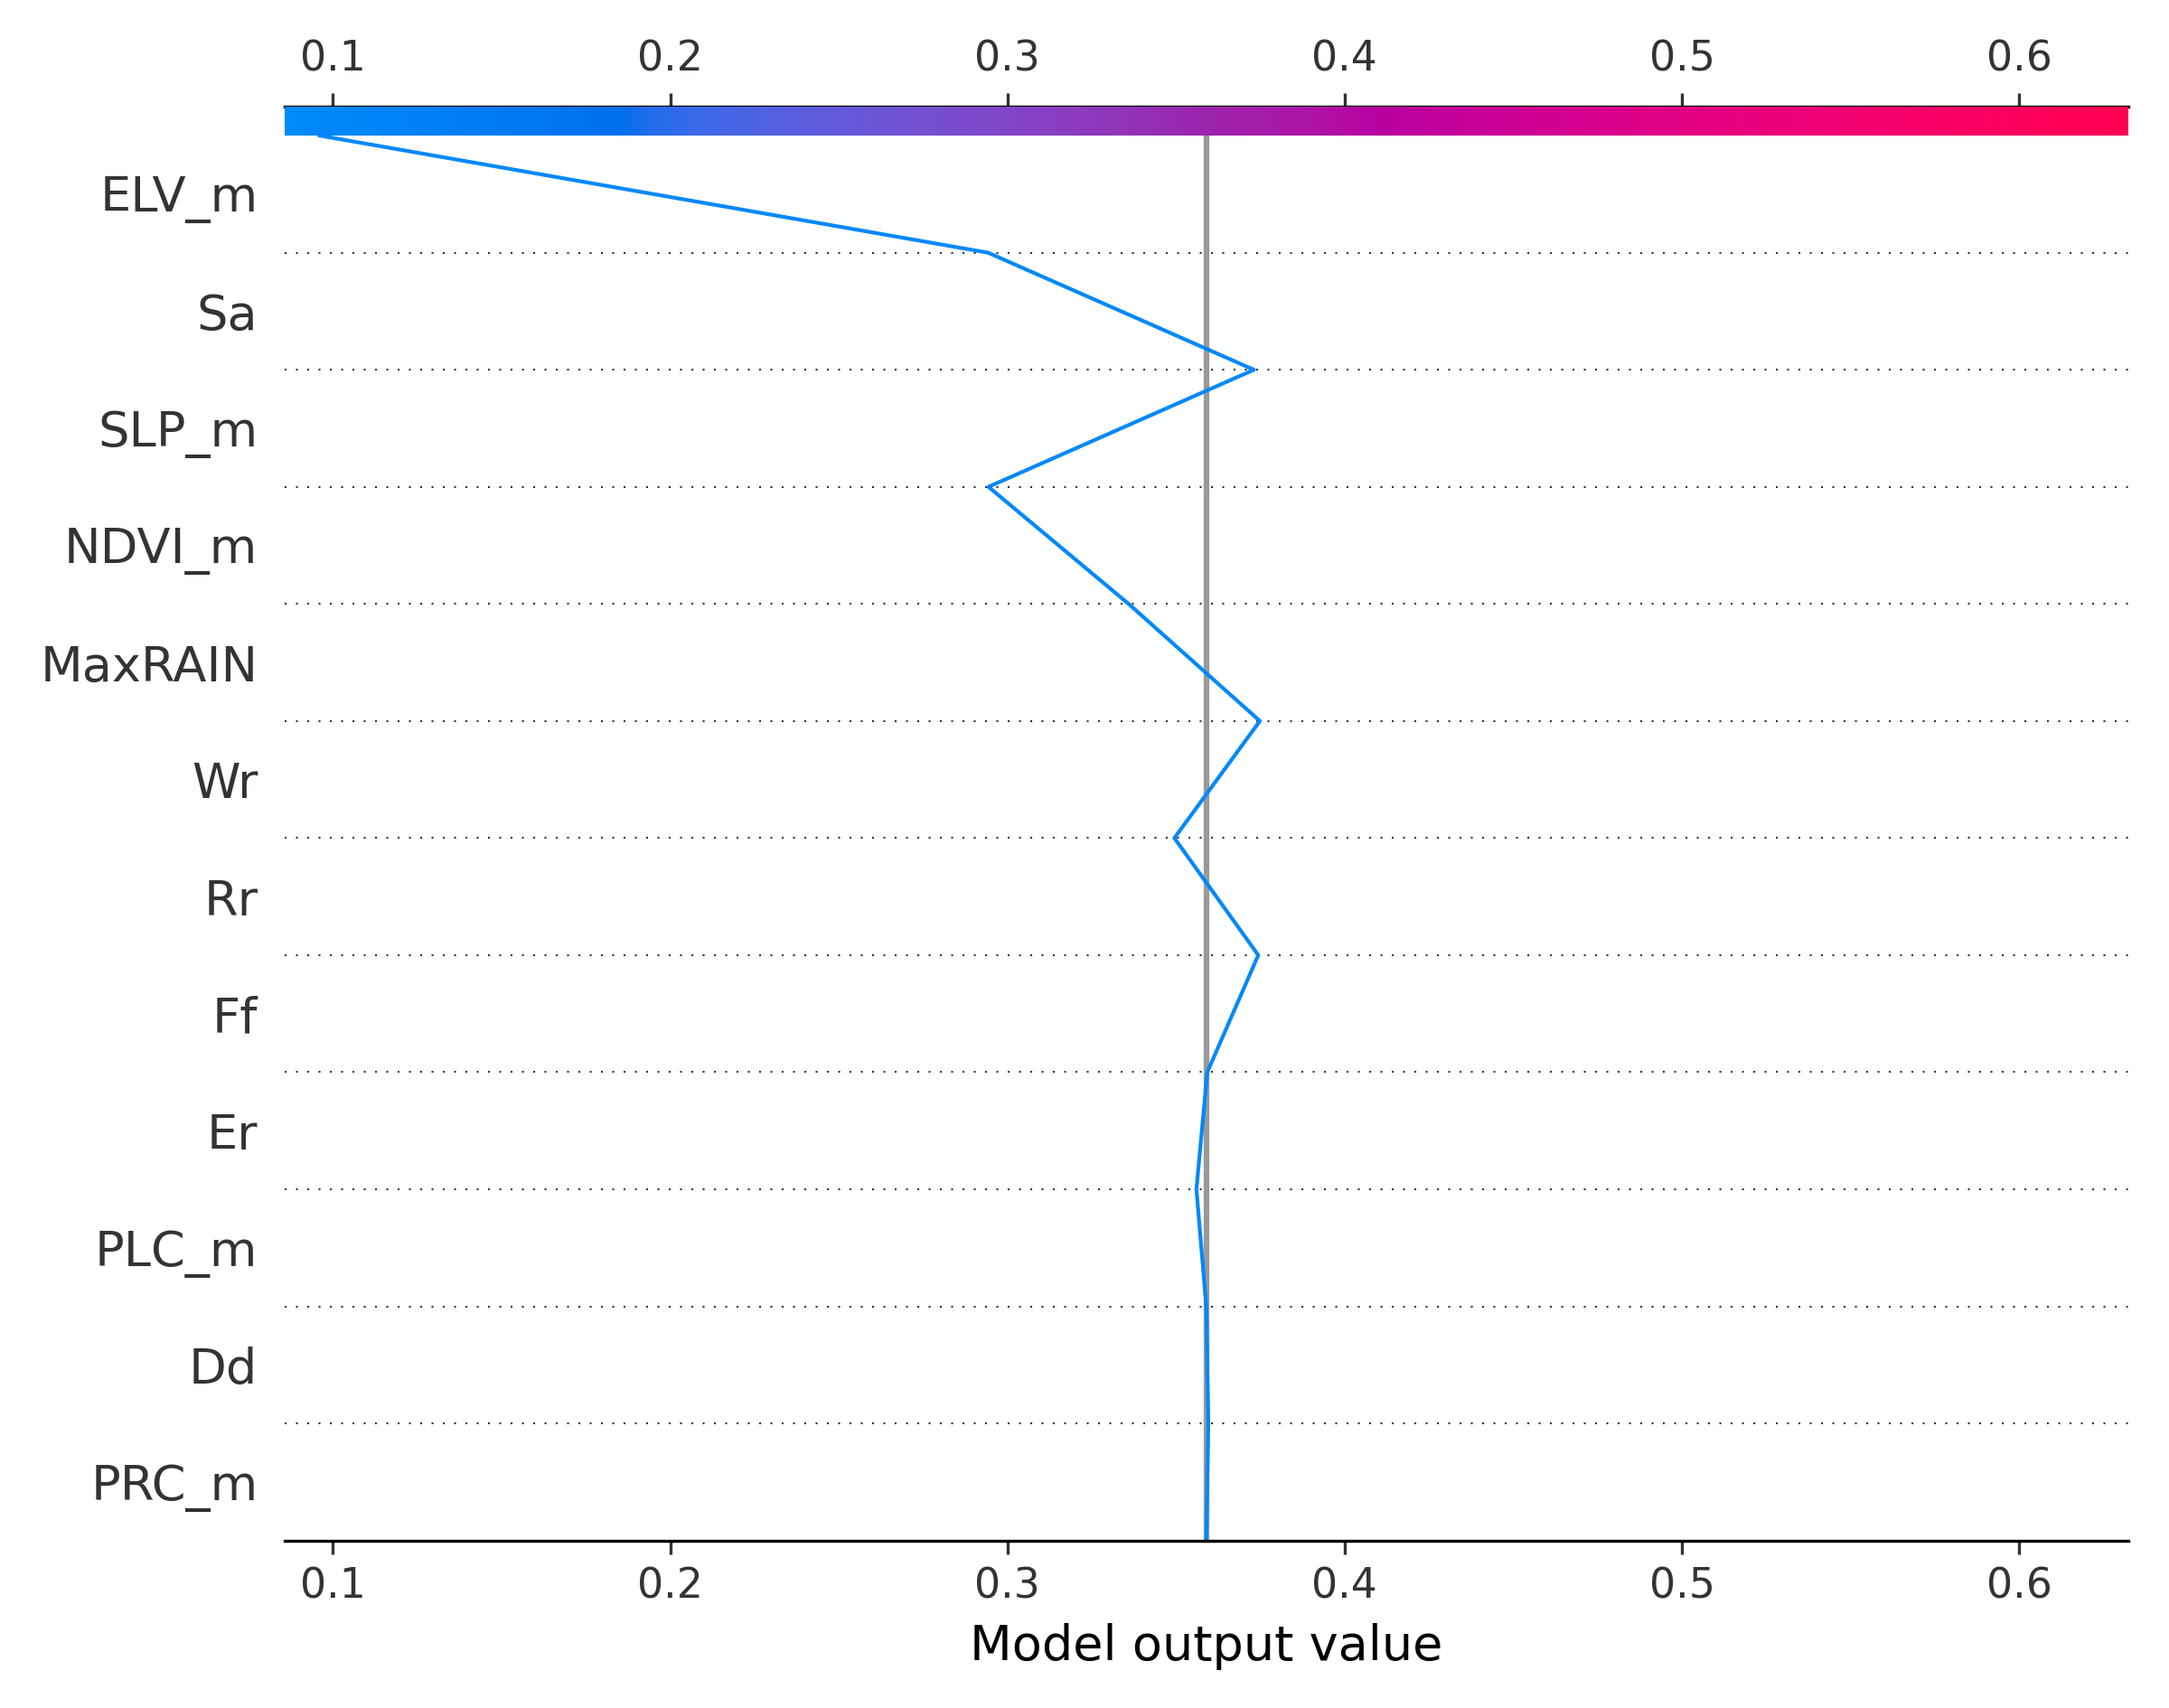 0.1 0.2 0.3 0.4 0.5 0.6
ELV_m
Sa
SLP_m
NDVI_m
MaxRAIN
Wr
Rr
Ff
Er
PLC_m
Dd
PRC_m
0.1 0.2 0.3 0.4 0.5 0.6
Model output value